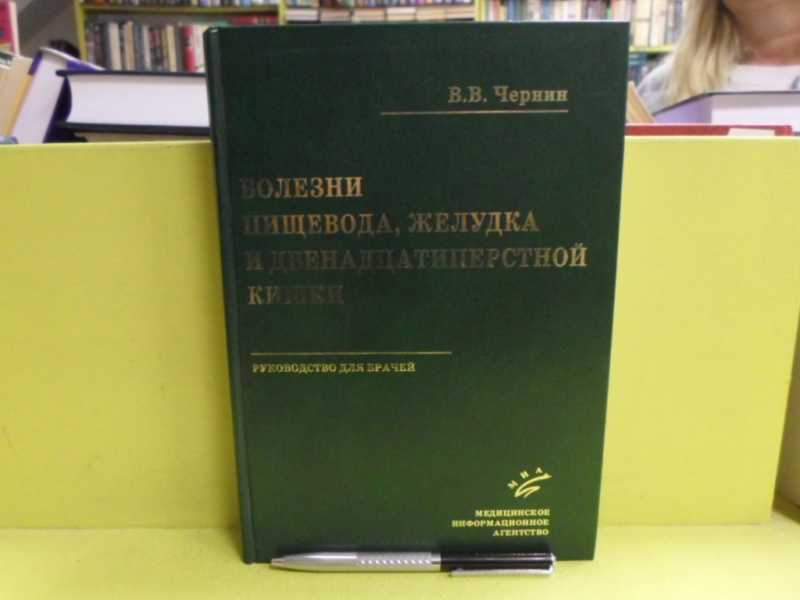 В.В. Чернин
БОЛЕЗНИ
ПИЩЕВОДА, ЖЕЛУДКА
И ДВЕНАДЦАТИПЕРСТНОЙ
КИШКИ
РУКОВОДСТВО ДЛЯ ВРАЧЕЙ
МИА
МЕДИЦИНСКОЕ
ИНФОРМАЦИОННОЕ
АГЕНТСТВО